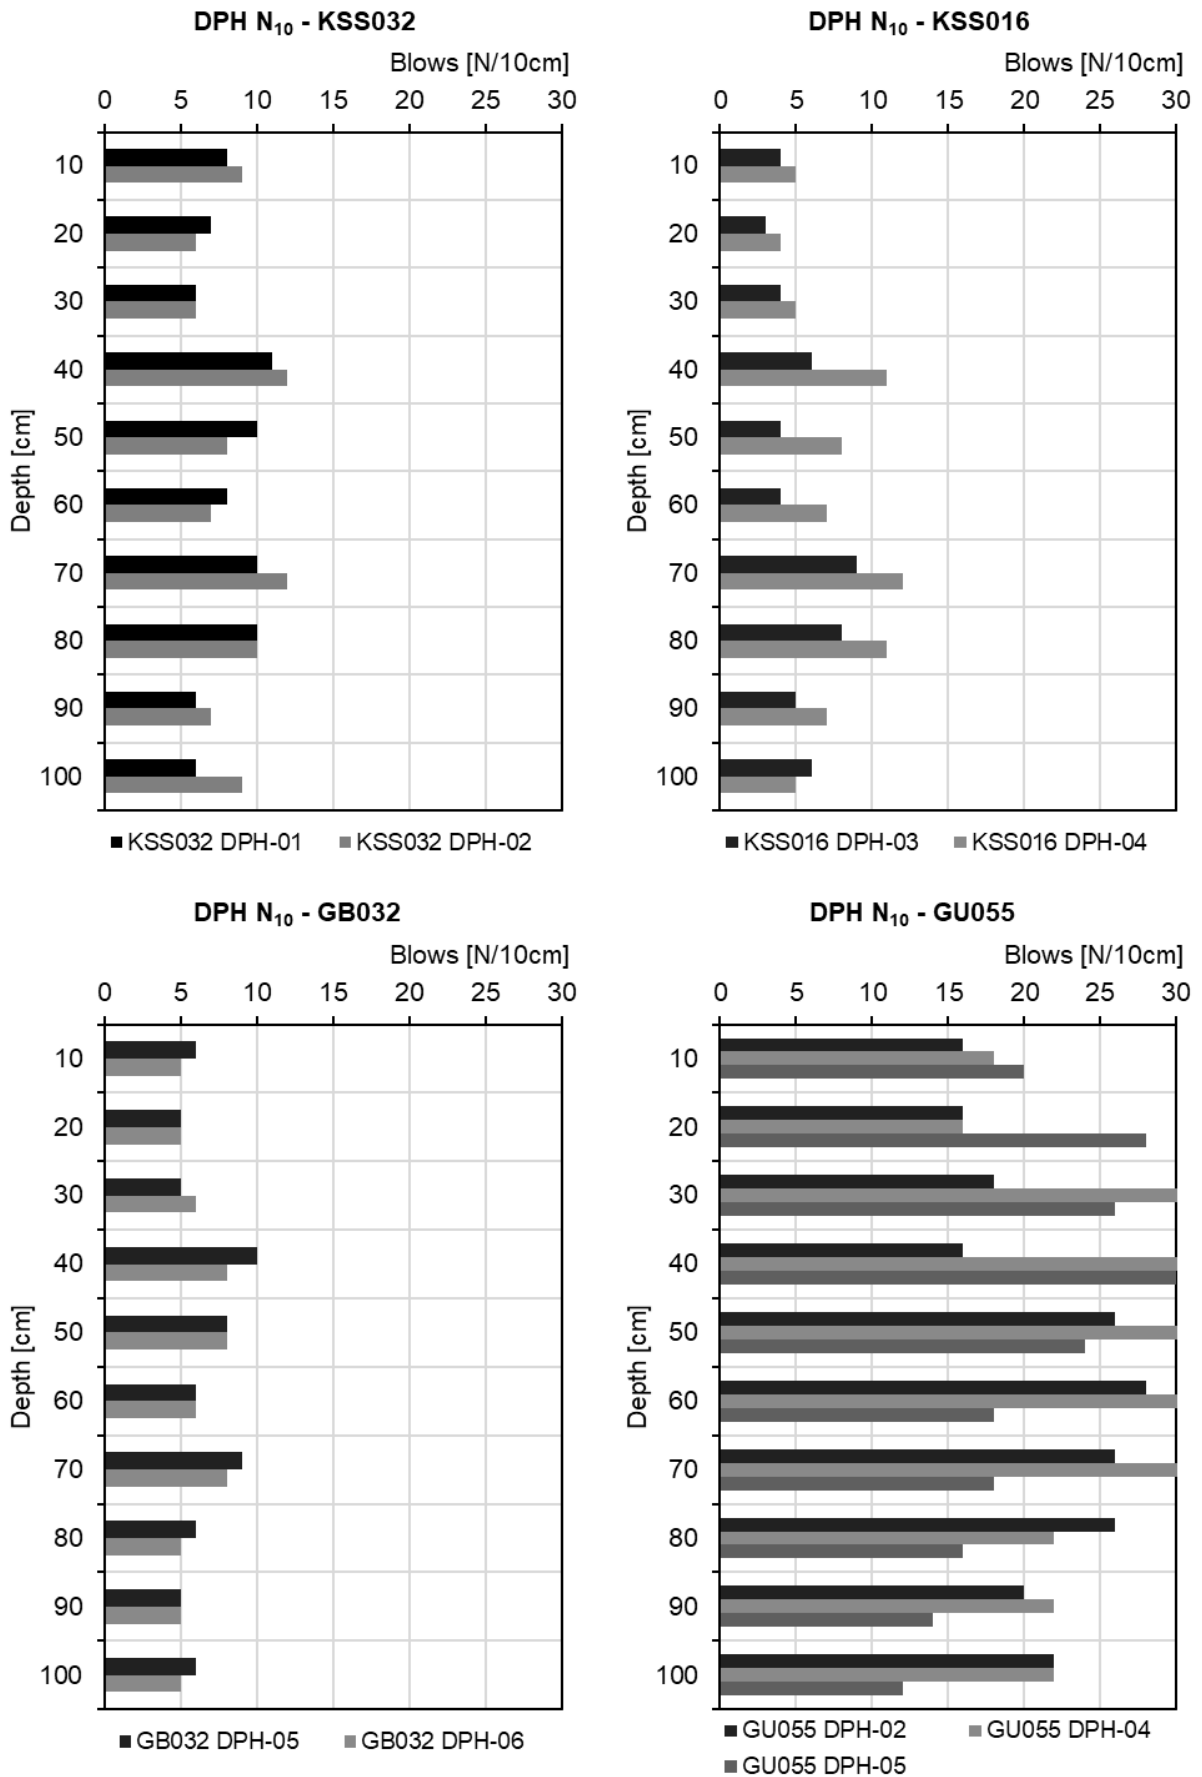 DPH N₁₀ - KSS032
Blows [N/10cm]
0 5 10 15 20 25 30
Depth [cm]
10
20
30
40
50
60
70
80
90
100
KSS032 DPH-01 KSS032 DPH-02
DPH N₁₀ - KSS016
Blows [N/10cm]
0 5 10 15 20 25 30
Depth [cm]
10
20
30
40
50
60
70
80
90
100
KSS016 DPH-03 KSS016 DPH-04
DPH N₁₀ - GB032
Blows [N/10cm]
0 5 10 15 20 25 30
Depth [cm]
10
20
30
40
50
60
70
80
90
100
GB032 DPH-05 GB032 DPH-06
DPH N₁₀ - GU055
Blows [N/10cm]
0 5 10 15 20 25 30
Depth [cm]
10
20
30
40
50
60
70
80
90
100
GU055 DPH-02 GU055 DPH-04
GU055 DPH-05